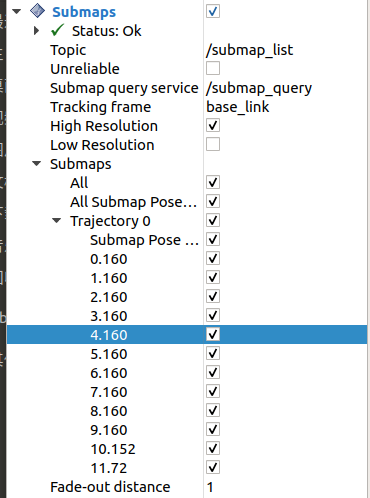 Submaps
Status: Ok
Topic /submap_list
Unreliable
Submap query service /submap_query
Tracking frame base_link
High Resolution
Low Resolution
Submaps
All
All Submap Pose...
Trajectory 0
Submap Pose ...
0.160
1.160
2.160
3.160
4.160
5.160
6.160
7.160
8.160
9.160
10.152
11.72
Fade-out distance 1